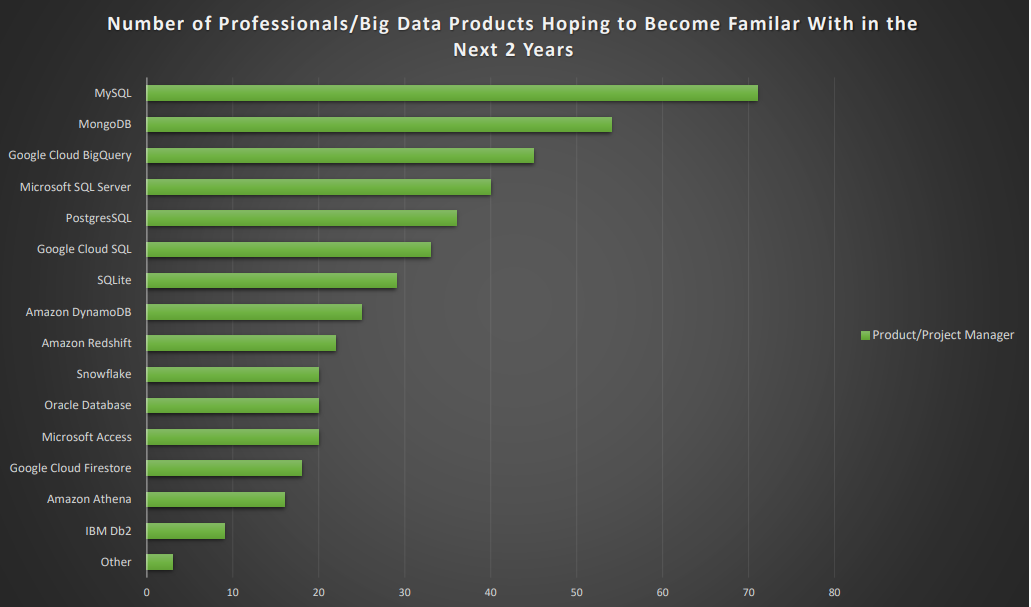 Number of Professionals/Big Data Products Hoping to Become Familar With in the
Next 2 Years
MySQL
MongoDB
Google Cloud BigQuery
Microsoft SQL Server
PostgresSQL
Google Cloud SQL
SQLite
Amazon DynamoDB
Amazon Redshift
Snowflake
Oracle Database
Microsoft Access
Google Cloud Firestore
Amazon Athena
IBM Db2
Other
0 10 20 30 40 50 60 70 80
Product/Project Manager